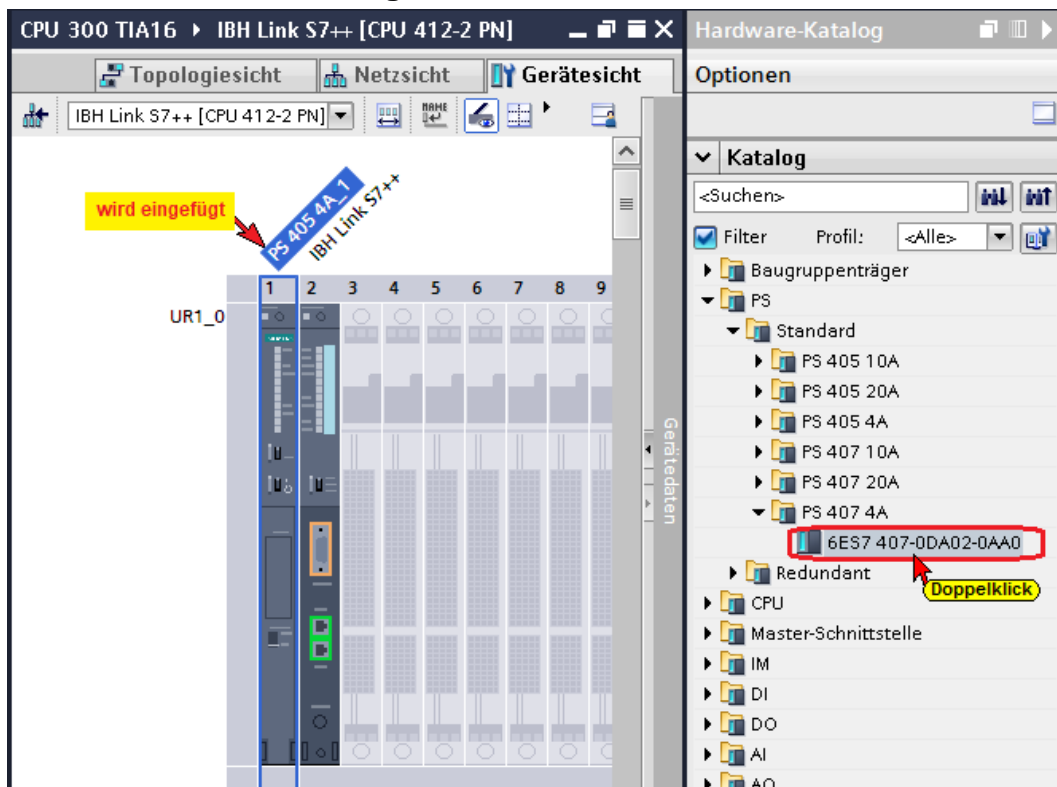 CPU 300 TIA16 ▸ IBH Link S7++ [CPU 412-2 PN]
Topologiesicht
Netzsicht
Gerätesicht
IBH Link S7++ [CPU 412-2 PN]
NAME
wird eingefügt
PS 405 4A_1
IBH Link S7++
1 2 3 4 5 6 7 8 9
UR1_0
Gerätedaten
Hardware-Katalog
Optionen
Katalog
<Suchen>
Filter
Profil:
<Alle>
Baugruppenträger
PS
Standard
PS 405 10A
PS 405 20A
PS 405 4A
PS 407 10A
PS 407 20A
PS 407 4A
6ES7 407-0DA02-0AA0
Redundant
Doppelklick
CPU
Master-Schnittstelle
IM
DI
DO
AI
AO